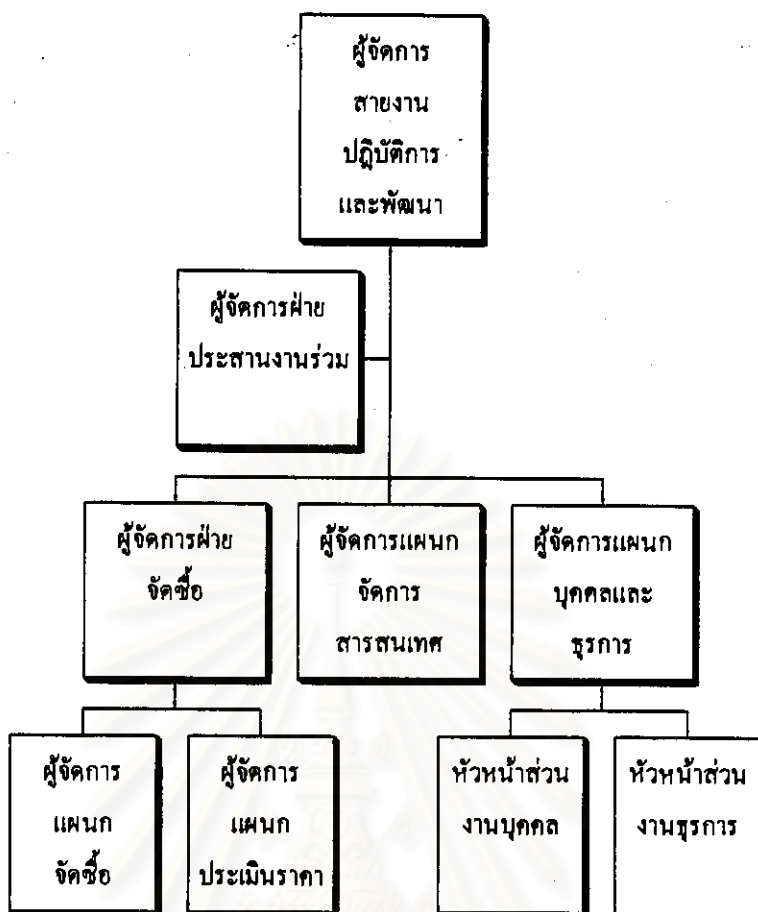 ผู้จัดการ
สายงาน
ปฎิบัติการ
และพัฒนา
ผู้จัดการฝ่าย
ประสานงานร่วม
ผู้จัดการฝ่าย
จัดซื้อ
ผู้จัดการแผนก
จัดการ
สารสนเทศ
ผู้จัดการแผนก
บุคคลและ
ธุรการ
ผู้จัดการ
แผนก
จัดซื้อ
ผู้จัดการ
แผนก
ประเมินราคา
หัวหน้าส่วน
งานบุคคล
หัวหน้าส่วน
งานธุรการ